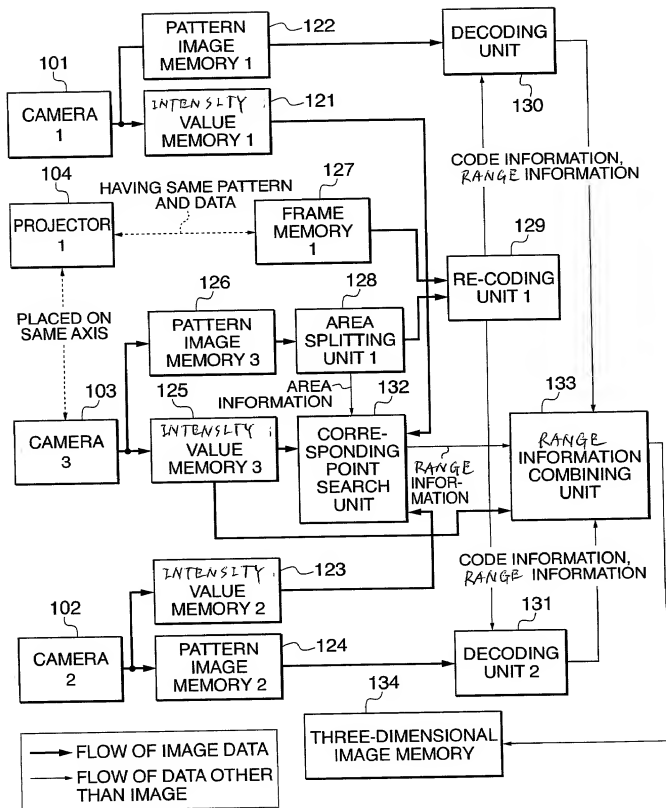 122
PATTERN
IMAGE
MEMORY 1
DECODING
UNIT
130
101
CAMERA
1
INTENSITY
VALUE
MEMORY 1
121
CODE INFORMATION,
RANGE INFORMATION
104
PROJECTOR
1
HAVING SAME PATTERN
AND DATA
127
FRAME
MEMORY
1
129
RE-CODING
UNIT 1
PLACED ON
SAME AXIS
126
PATTERN
IMAGE
MEMORY 3
128
AREA
SPLITTING
UNIT 1
AREA
INFORMATION
103
CAMERA
3
125
INTENSITY
VALUE
MEMORY 3
132
CORRE-
SPONDING
POINT
SEARCH
UNIT
RANGE
INFOR-
MATION
133
RANGE
INFORMATION
COMBINING
UNIT
CODE INFORMATION,
RANGE INFORMATION
102
CAMERA
2
INTENSITY
VALUE
MEMORY 2
123
PATTERN
IMAGE
MEMORY 2
124
131
DECODING
UNIT 2
134
THREE-DIMENSIONAL
IMAGE MEMORY
FLOW OF IMAGE DATA
FLOW OF DATA OTHER
THAN IMAGE